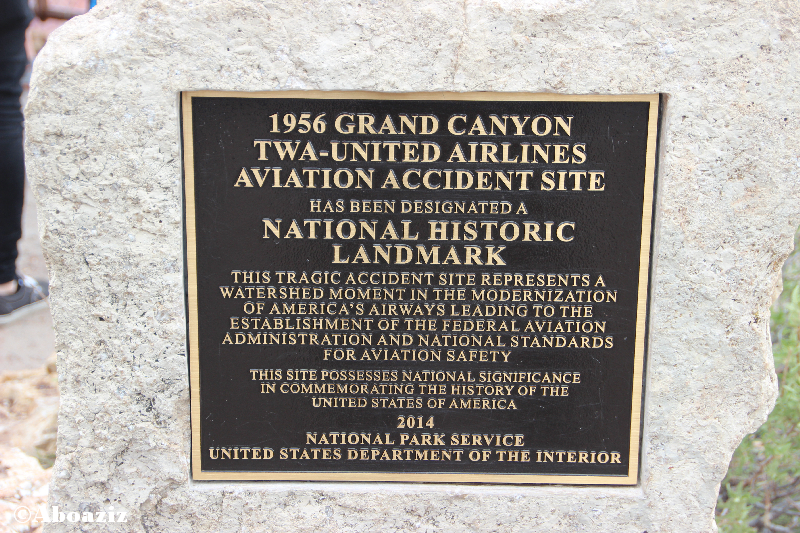 1956 GRAND CANYON
TWA-UNITED AIRLINES
AVIATION ACCIDENT SITE
HAS BEEN DESIGNATED A
NATIONAL HISTORIC
LANDMARK
THIS TRAGIC ACCIDENT SITE REPRESENTS A
WATERSHED MOMENT IN THE MODERNIZATION
OF AMERICA'S AIRWAYS LEADING TO THE
ESTABLISHMENT OF THE FEDERAL AVIATION
ADMINISTRATION AND NATIONAL STANDARDS
FOR AVIATION SAFETY
THIS SITE POSSESSES NATIONAL SIGNIFICANCE
IN COMMEMORATING THE HISTORY OF THE
UNITED STATES OF AMERICA
2014
NATIONAL PARK SERVICE
UNITED STATES DEPARTMENT OF THE INTERIOR
©Aboaziz